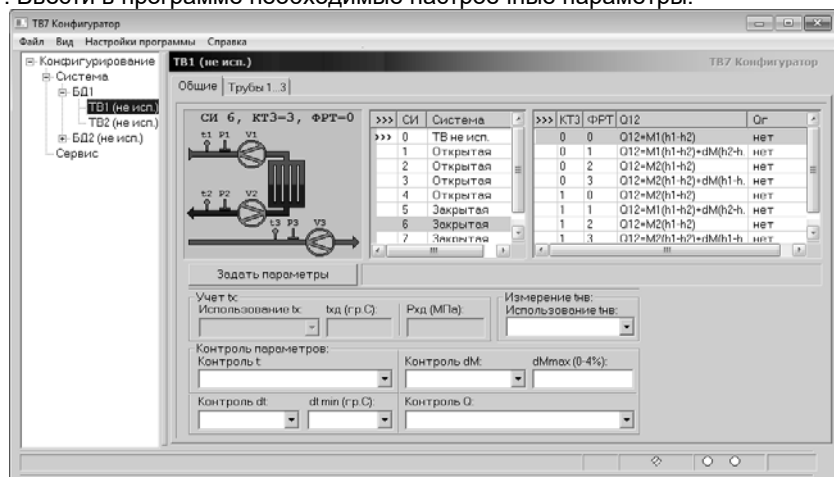 . Ввести в программе необходимые настроечные параметры.
ТВ7 Конфигуратор
Файл Вид Настройки программы Справка
Конфигурирование
Система
БД1
ТВ1 (не исп.)
ТВ2 (не исп.)
БД2 (не исп.)
Сервис
ТВ1 (не исп.) ТВ7 Конфигуратор
Общие Трубы 1..3
СИ 6, КТ3=3, ФРТ=0
t1 P1 V1
t2 P2 V2
t3 P3 V3
>>> СИ Система
>>> 0 ТВ не исп.
1 Открытая
2 Открытая
3 Открытая
4 Открытая
5 Закрытая
6 Закрытая
7 Закрытая
>>> КТ3 ФРТ Q12 Qг
0 0 Q12=M1(h1-h2) нет
0 1 Q12=M1(h1-h2)+dM(h2-h. нет
0 2 Q12=M2(h1-h2) нет
0 3 Q12=M2(h1-h2)+dM(h1-h. нет
1 0 Q12=M1(h1-h2) нет
1 1 Q12=M1(h1-h2)+dM(h2-h. нет
1 2 Q12=M2(h1-h2) нет
1 3 Q12=M2(h1-h2)+dM(h1-h нет
Задать параметры
Учет tx:
Использование tx: txд (гр.С): Рхд (МПа):
Измерение tнв:
Использование tнв:
Контроль параметров:
Контроль t: Контроль dM: dMmax (0-4%):
Контроль dt: dt min (гр.С): Контроль Q: